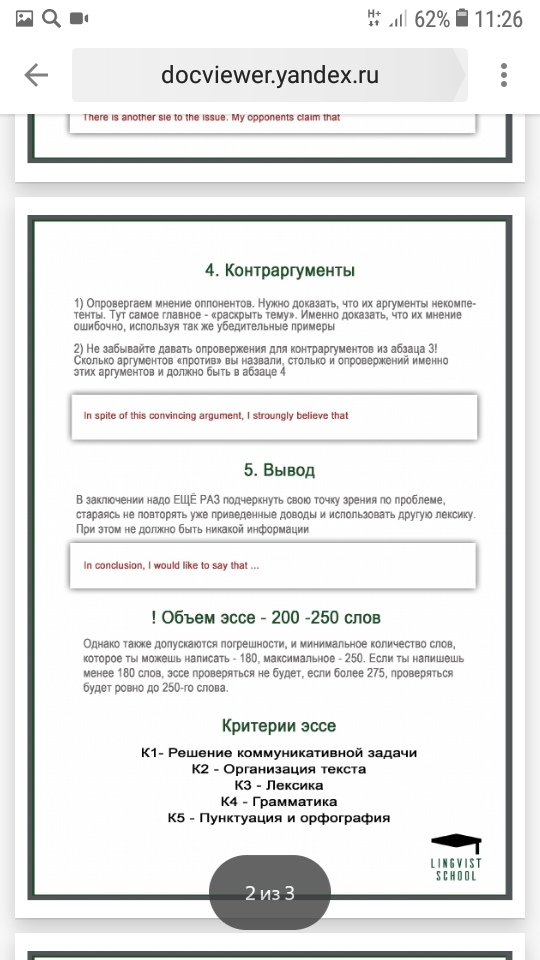 H+ 62% 11:26
docviewer.yandex.ru
There is another sie to the issue. My opponents claim that
4. Контраргументы
1) Опровергаем мнение оппонентов. Нужно доказать, что их аргументы некомпе-
тенты. Тут самое главное - «раскрыть тему». Именно доказать, что их мнение
ошибочно, используя так же убедительные примеры
2) Не забывайте давать опровержения для контраргументов из абзаца 3!
Сколько аргументов «против» вы назвали, столько и опровержений именно
этих аргументов и должно быть в абзаце 4
In spite of this convincing argument, I stroungly believe that
5. Вывод
В заключении надо ЕЩЁ РАЗ подчеркнуть свою точку зрения по проблеме,
стараясь не повторять уже приведенные доводы и использовать другую лексику.
При этом не должно быть никакой информации
In conclusion, I would like to say that ...
! Объем эссе - 200 -250 слов
Однако также допускаются погрешности, и минимальное количество слов,
которое ты можешь написать - 180, максимальное - 250. Если ты напишешь
менее 180 слов, эссе проверяться не будет, если более 275, проверяться
будет ровно до 250-го слова.
Критерии эссе
К1- Решение коммуникативной задачи
К2 - Организация текста
К3 - Лексика
К4 - Грамматика
К5 - Пунктуация и орфография
LINGVIST
SCHOOL
2 из 3